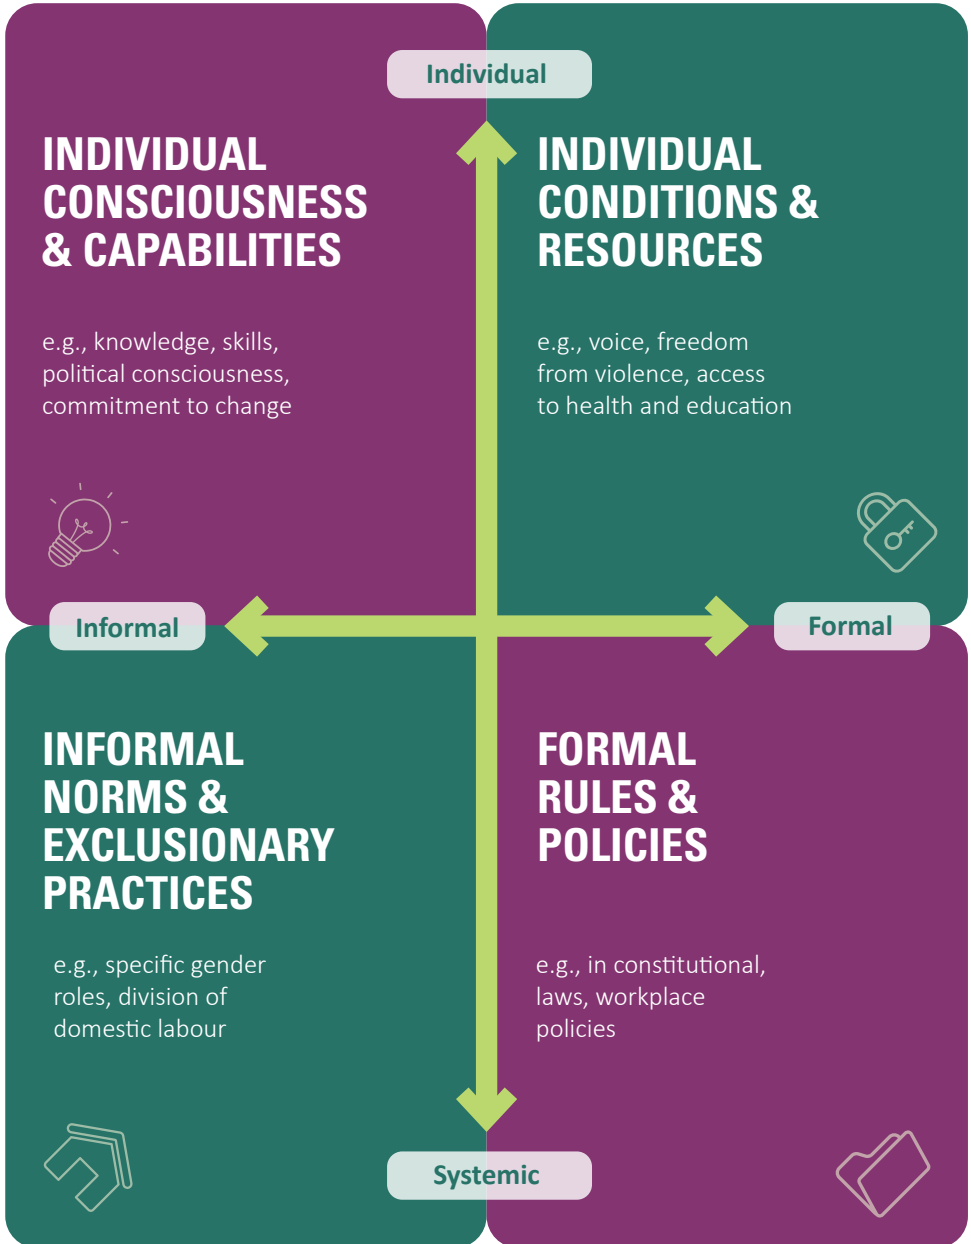 Individual
INDIVIDUAL
CONSCIOUSNESS
& CAPABILITIES
e.g., knowledge, skills,
political consciousness,
commitment to change
INDIVIDUAL
CONDITIONS &
RESOURCES
e.g., voice, freedom
from violence, access
to health and education
Informal
Formal
INFORMAL
NORMS &
EXCLUSIONARY
PRACTICES
e.g., specific gender
roles, division of
domestic labour
FORMAL
RULES &
POLICIES
e.g., in constitutional,
laws, workplace
policies
Systemic